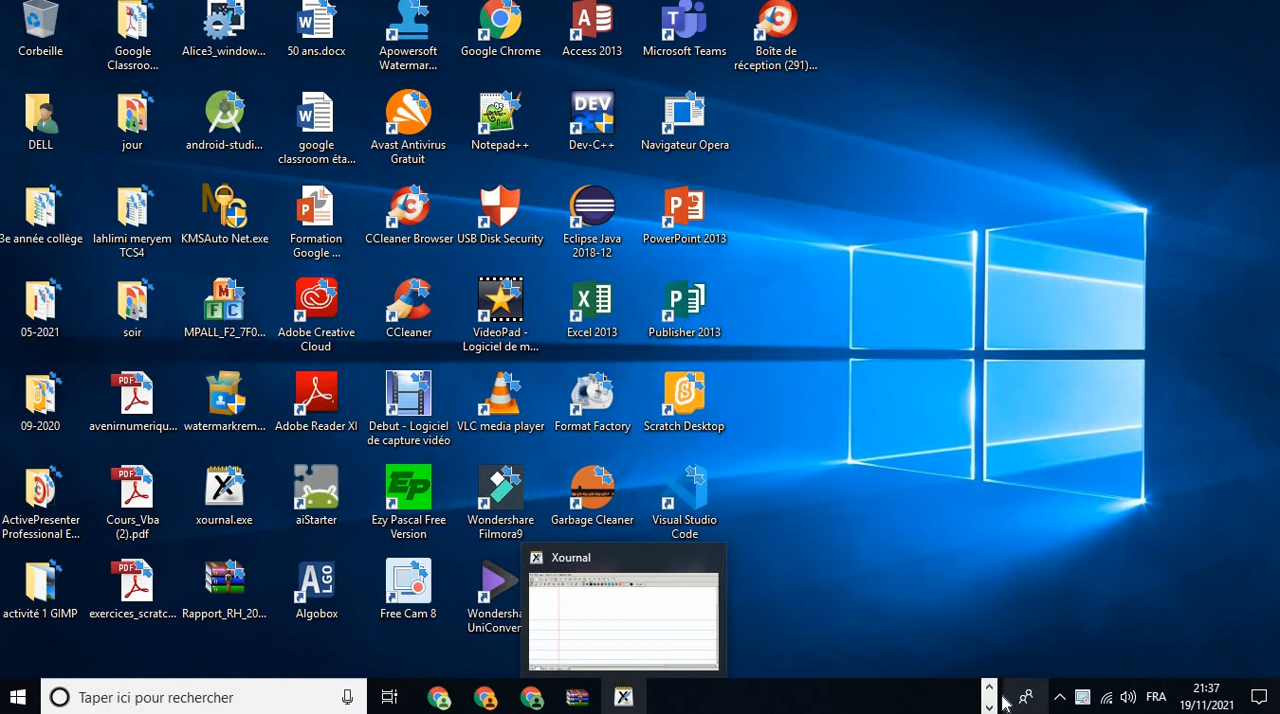 Corbeille
Google
Classroo...
Alice3_window...
50 ans.docx
Apowersoft
Watermar...
Google Chrome
Access 2013
Microsoft Teams
Boîte de
réception (291)...
DELL
jour
android-studi...
google
classroom éta...
Avast Antivirus
Gratuit
Notepad++
DEV
Dev-C++
Navigateur Opera
3e année collège
lahlimi meryem
TCS4
KMSAuto Net.exe
Formation
Google ...
CCleaner Browser
USB Disk Security
Eclipse Java
2018-12
PowerPoint 2013
05-2021
soir
MPALL_F2_7F0...
Adobe Creative
Cloud
CCleaner
VideoPad -
Logiciel de m...
Excel 2013
Publisher 2013
09-2020
PDF
avenirnumeriqu...
watermarkrem...
Adobe Reader XI
Debut - Logiciel
de capture vidéo
VLC media player
Format Factory
Scratch Desktop
ActivePresenter
Professional E...
PDF
Cours_Vba
(2).pdf
xournal.exe
aiStarter
Ep
Ezy Pascal Free
Version
Wondershare
Filmora9
Garbage Cleaner
Visual Studio
Code
activité 1 GIMP
PDF
exercices_scratc...
Rapport_RH_20...
ALGO
Algobox
Free Cam 8
Wondersha
UniConver
Xournal
Taper ici pour rechercher
FRA
21:37
19/11/2021